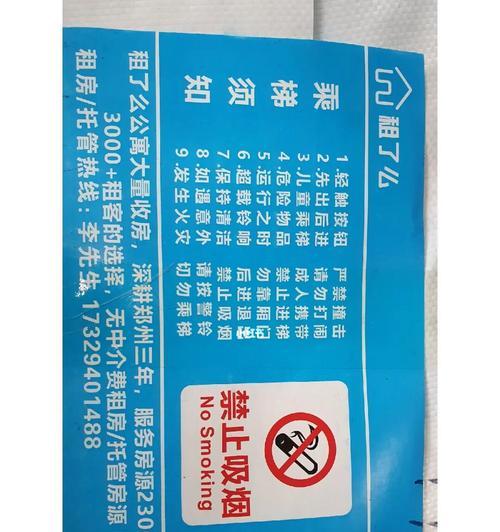 租了么
乘梯须知
1.轻触按钮 严禁撞击
2.先出后进 请勿打闹
3.儿童乘梯 成人携带
4.危险物品 禁止进梯
5.运行之时 勿靠厢门
6.超载铃响 后进退
7.保持清洁 禁止吸烟
8.如遇意外 请按警铃
9.发生火灾 切勿乘梯
禁止吸烟
No Smoking
租了么公寓大量收房，深耕郑州三年，服务房源230
3000+租客的选择，无中介费租房/托管房源
租房/托管热线：李先生 17329401488